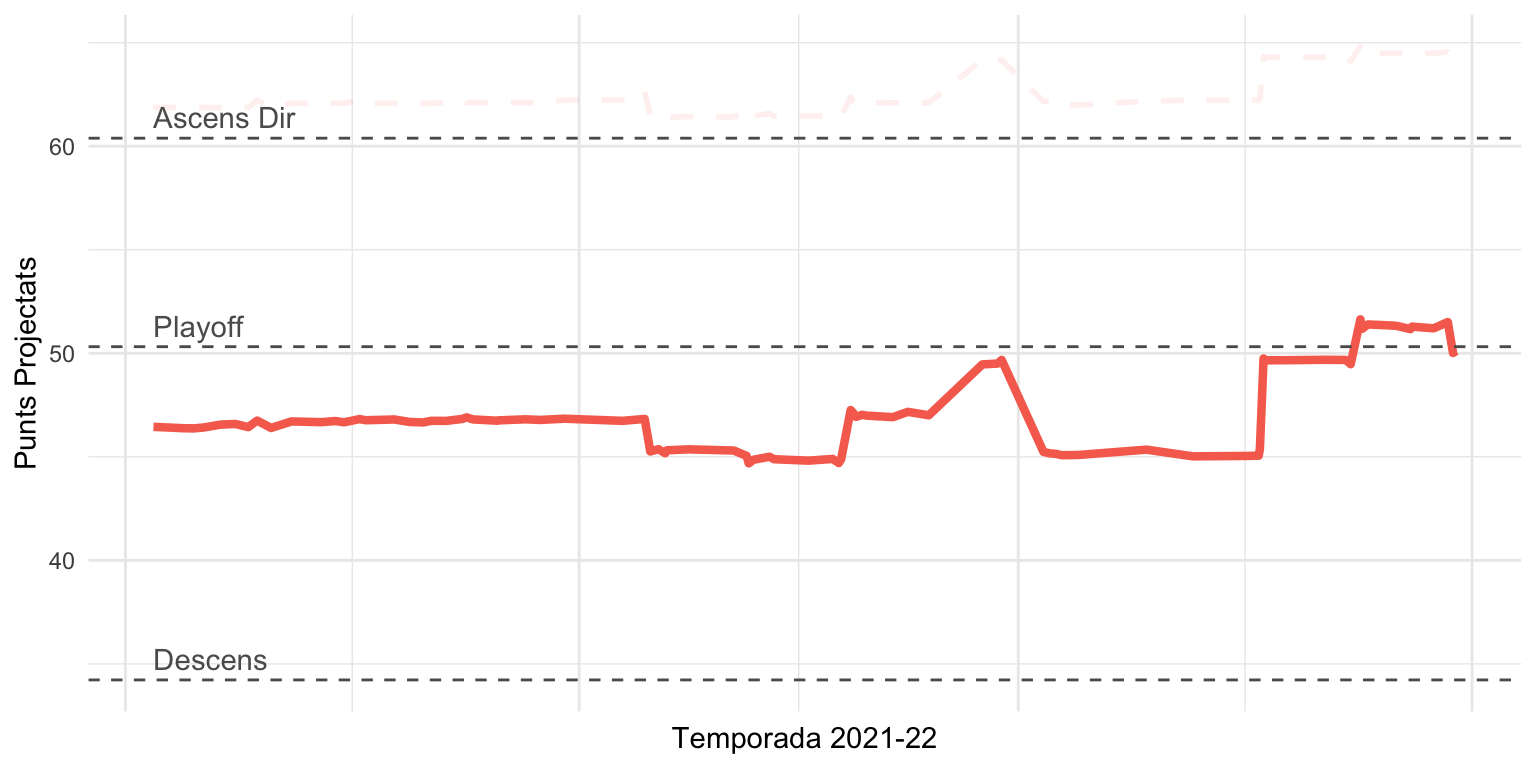 Ascens Dir
60
Playoff
50
40
Descens
Punts Projectats
Temporada 2021-22